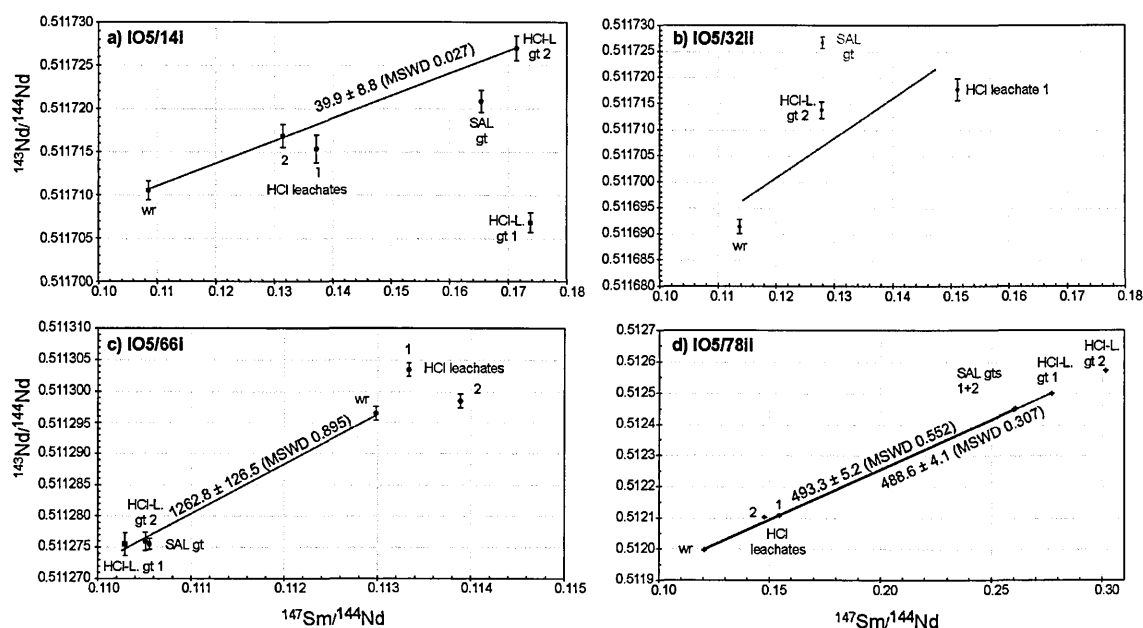 a) IO5/14i
0.511730
0.511720
0.511715
0.511710
0.511705
0.511700
143Nd/144Nd
39.9 ± 8.8 (MSWD 0.027)
HCl-L
gt 2
SAL
gt
2
1
HCl leachates
wr
HCl-L.
gt 1
0.10
0.11
0.12
0.13
0.14
0.15
0.16
0.17
0.18
b) IO5/32ii
0.511730
0.511725
0.511720
0.511715
0.511710
0.511705
0.511700
0.511695
0.511690
0.511685
0.511680
SAL
gt
HCl-L.
gt 2
HCl leachate 1
wr
0.10
0.11
0.12
0.13
0.14
0.15
0.16
0.17
0.18
c) IO5/66i
0.511310
0.511305
0.511300
0.511295
0.511290
0.511285
0.511280
0.511275
0.511270
143Nd/144Nd
1
HCl leachates
2
wr
1262.8 ± 126.5 (MSWD 0.895)
HCl-L.
gt 2
SAL gt
HCl-L. gt 1
0.110
0.111
0.112
0.113
0.114
0.115
147Sm/144Nd
d) IO5/78ii
0.5127
0.5126
0.5125
0.5124
0.5123
0.5122
0.5121
0.5120
0.5119
HCl-L.
gt 2
HCl-L.
gt 1
SAL gts
1+2
493.3 ± 5.2 (MSWD 0.552)
488.6 ± 4.1 (MSWD 0.307)
2
1
HCl
leachates
wr
0.10
0.15
0.20
0.25
0.30
147Sm/144Nd